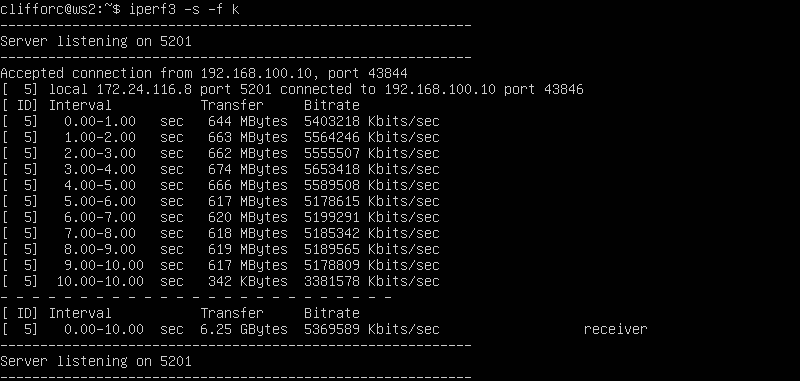 clifforc@ws2:~$ iperf3 -s -f k
-----------------------------------------------------------
Server listening on 5201
-----------------------------------------------------------
Accepted connection from 192.168.100.10, port 43844
[  5] local 172.24.116.8 port 5201 connected to 192.168.100.10 port 43846
[ ID] Interval           Transfer     Bitrate
[  5]   0.00-1.00   sec   644 MBytes  5403218 Kbits/sec
[  5]   1.00-2.00   sec   663 MBytes  5564246 Kbits/sec
[  5]   2.00-3.00   sec   662 MBytes  5555507 Kbits/sec
[  5]   3.00-4.00   sec   674 MBytes  5653418 Kbits/sec
[  5]   4.00-5.00   sec   666 MBytes  5589508 Kbits/sec
[  5]   5.00-6.00   sec   617 MBytes  5178615 Kbits/sec
[  5]   6.00-7.00   sec   620 MBytes  5199291 Kbits/sec
[  5]   7.00-8.00   sec   618 MBytes  5185342 Kbits/sec
[  5]   8.00-9.00   sec   619 MBytes  5189565 Kbits/sec
[  5]   9.00-10.00  sec   617 MBytes  5178809 Kbits/sec
[  5]  10.00-10.00  sec   342 KBytes  3381578 Kbits/sec
- - - - - - - - - - - - - - - - - - - - - - - - -
[ ID] Interval           Transfer     Bitrate
[  5]   0.00-10.00  sec  6.25 GBytes  5369589 Kbits/sec                  receiver
-----------------------------------------------------------
Server listening on 5201
-----------------------------------------------------------